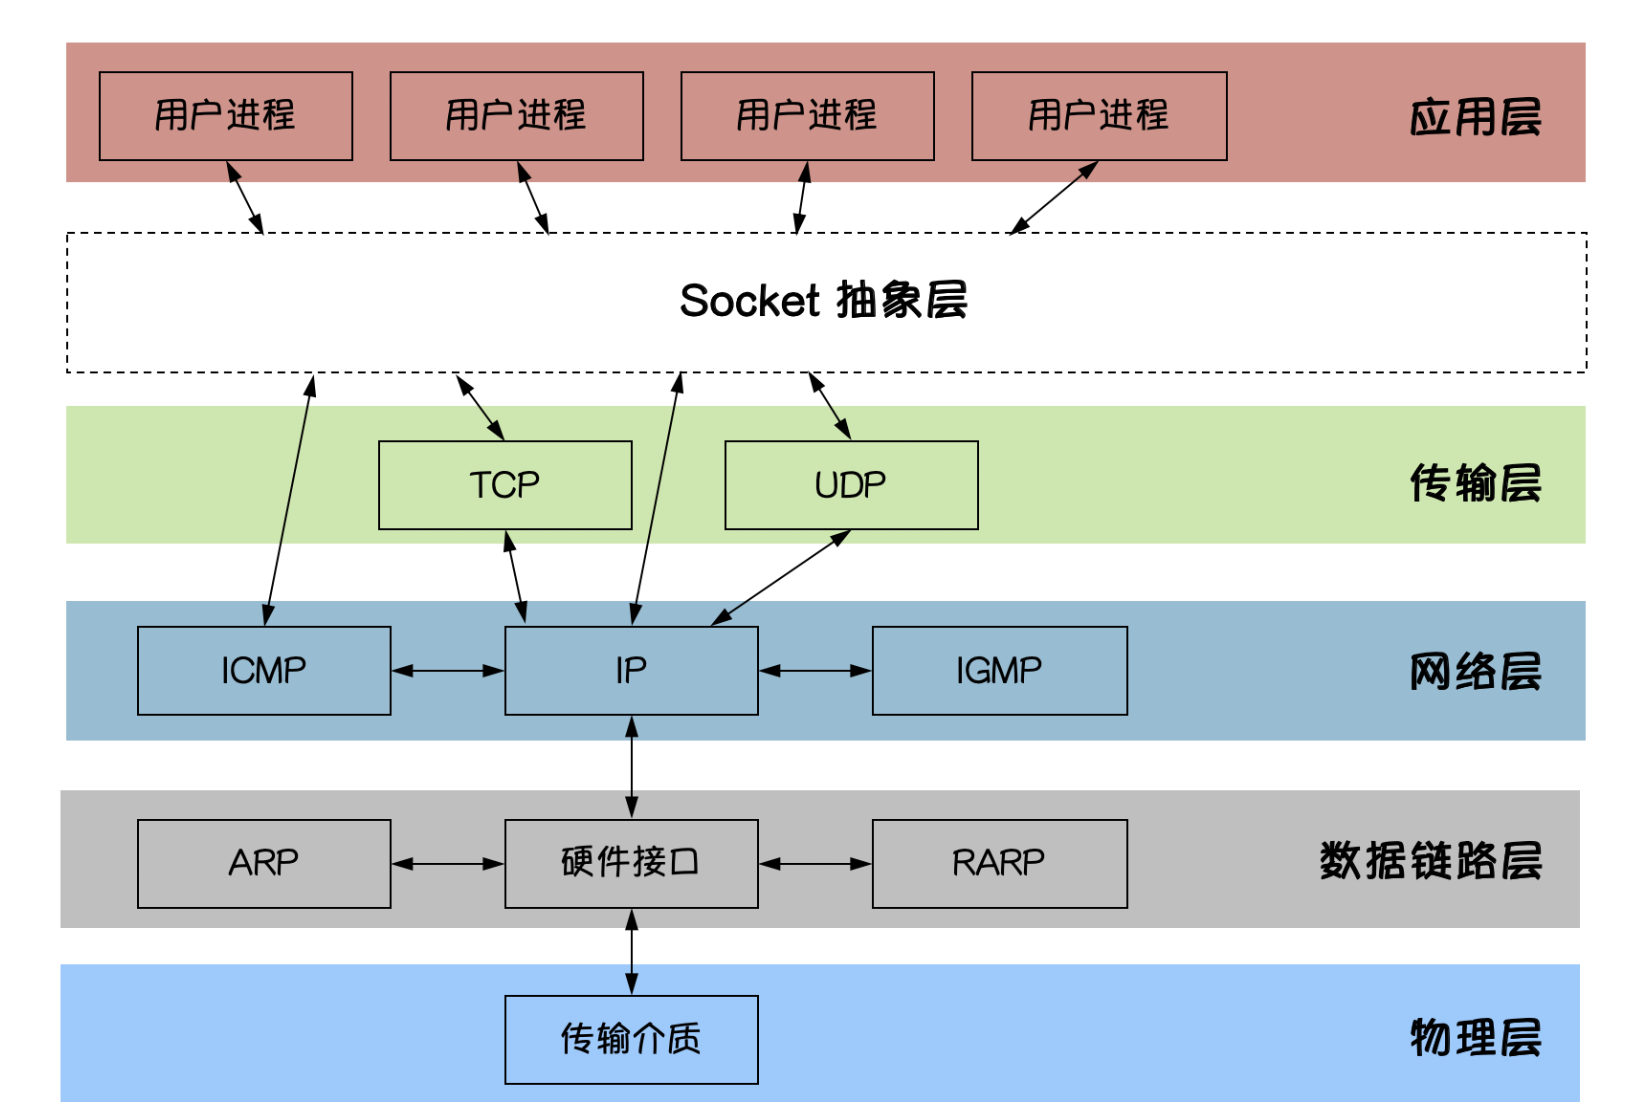 用户进程
用户进程
用户进程
用户进程
应用层
Socket 抽象层
TCP
UDP
传输层
ICMP
IP
IGMP
网络层
ARP
硬件接口
RARP
数据链路层
传输介质
物理层